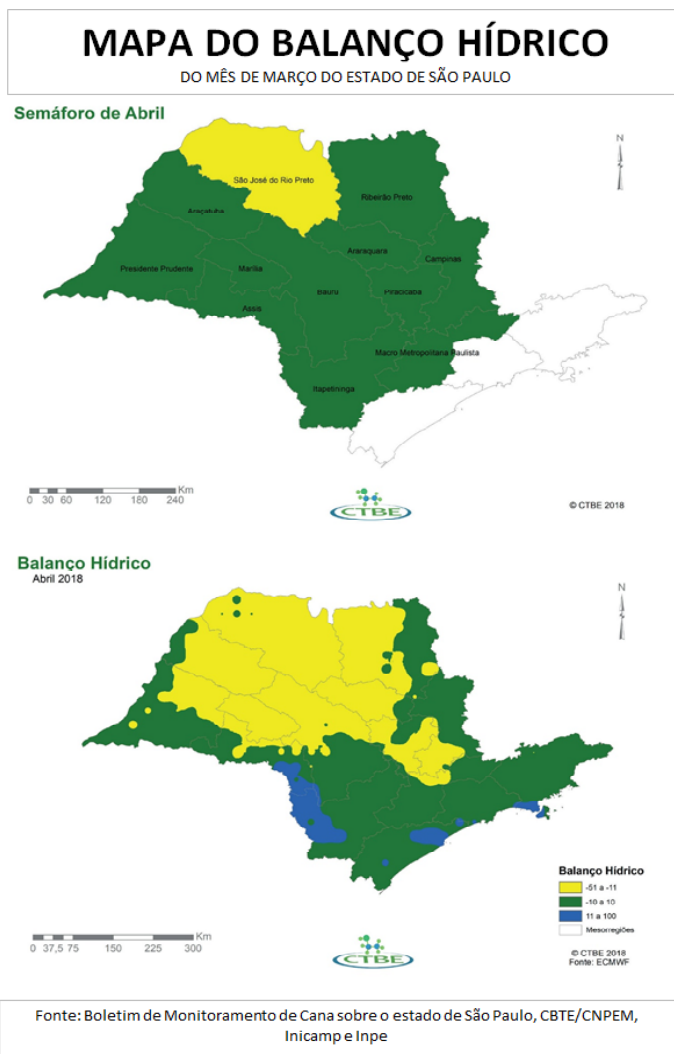 MAPA DO BALANÇO HÍDRICO
DO MÊS DE MARÇO DO ESTADO DE SÃO PAULO
Semáforo de Abril
N
São José do Rio Preto
Ribeirão Preto
Araçatuba
Araraquara
Campinas
Presidente Prudente
Marília
Bauru
Piracicaba
Assis
Macro Metropolitana Paulista
Itapetininga
Km
0 30 60 120 180 240
CTBE
© CTBE 2018
Balanço Hídrico
Abril 2018
N
Balanço Hídrico
-51 a -11
-10 a 10
11 a 100
Mesorregiões
Km
0 37,5 75 150 225 300
CTBE
© CTBE 2018
Fonte: ECMWF
Fonte: Boletim de Monitoramento de Cana sobre o estado de São Paulo, CBTE/CNPEM,
Inicamp e Inpe